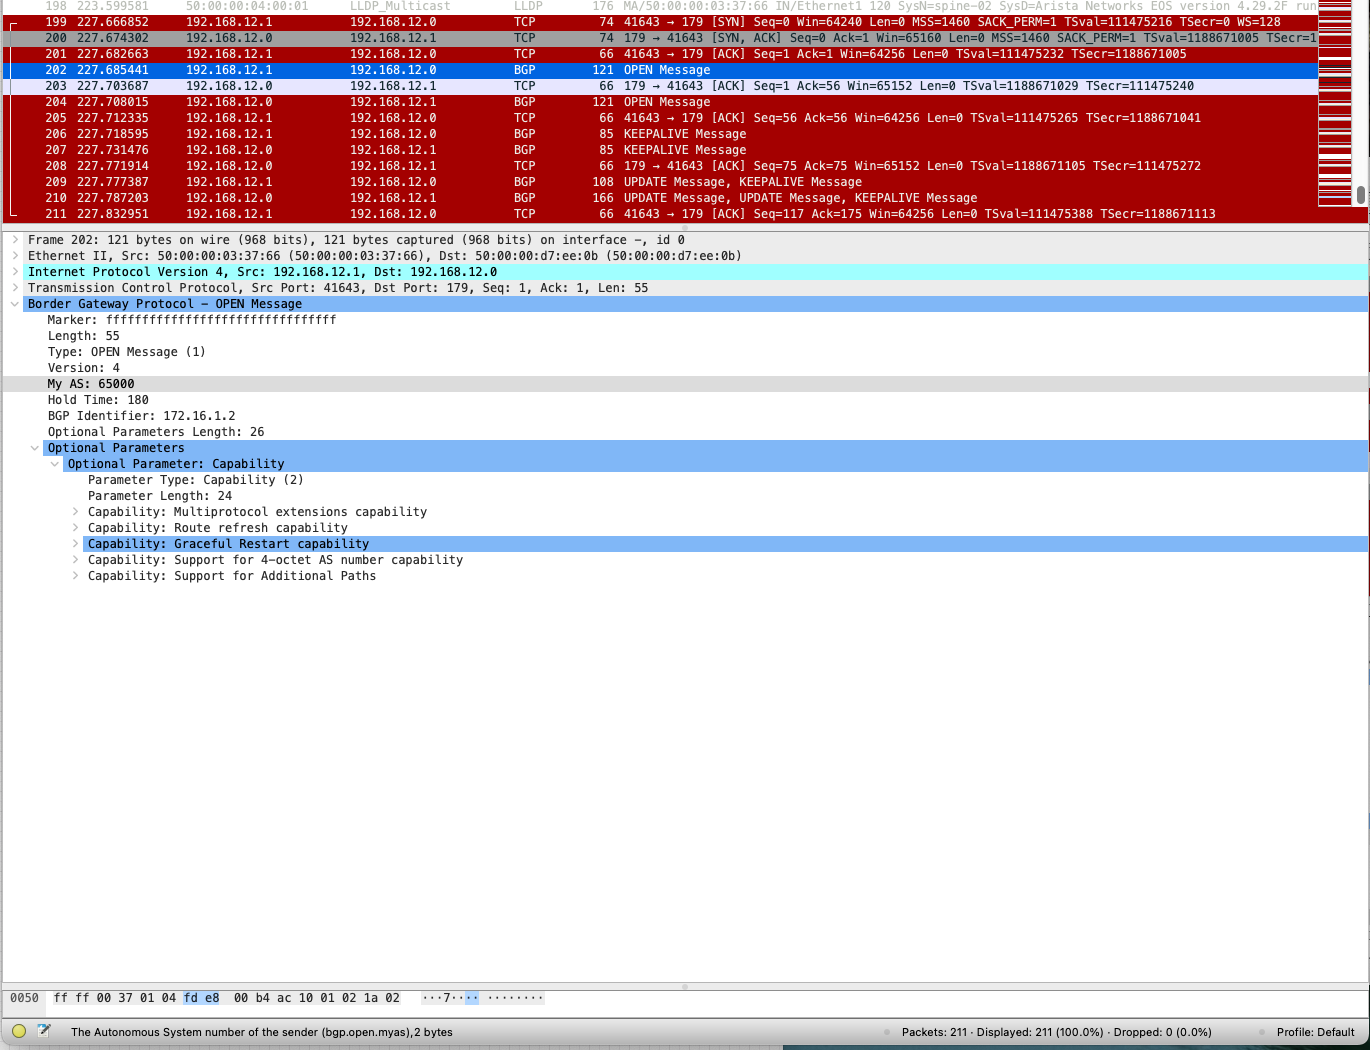 198 223.599581 50:00:00:04:00:01 LLDP_Multicast LLDP 176 MA/50:00:00:03:37:66 IN/Ethernet1 120 SysN=spine-02 SysD=Arista Networks EOS version 4.29.2F run
199 227.666852 192.168.12.1 192.168.12.0 TCP 74 41643 → 179 [SYN] Seq=0 Win=64240 Len=0 MSS=1460 SACK_PERM=1 TSval=111475216 TSecr=0 WS=128
200 227.674302 192.168.12.0 192.168.12.1 TCP 74 179 → 41643 [SYN, ACK] Seq=0 Ack=1 Win=65160 Len=0 MSS=1460 SACK_PERM=1 TSval=1188671005 TSecr=1
201 227.682663 192.168.12.1 192.168.12.0 TCP 66 41643 → 179 [ACK] Seq=1 Ack=1 Win=64256 Len=0 TSval=111475232 TSecr=1188671005
202 227.685441 192.168.12.1 192.168.12.0 BGP 121 OPEN Message
203 227.703687 192.168.12.0 192.168.12.1 TCP 66 179 → 41643 [ACK] Seq=1 Ack=56 Win=65152 Len=0 TSval=1188671029 TSecr=111475240
204 227.708015 192.168.12.0 192.168.12.1 BGP 121 OPEN Message
205 227.712335 192.168.12.1 192.168.12.0 TCP 66 41643 → 179 [ACK] Seq=56 Ack=56 Win=64256 Len=0 TSval=111475265 TSecr=1188671041
206 227.718595 192.168.12.1 192.168.12.0 BGP 85 KEEPALIVE Message
207 227.731476 192.168.12.0 192.168.12.1 BGP 85 KEEPALIVE Message
208 227.771914 192.168.12.0 192.168.12.1 TCP 66 179 → 41643 [ACK] Seq=75 Ack=75 Win=65152 Len=0 TSval=1188671105 TSecr=111475272
209 227.777387 192.168.12.1 192.168.12.0 BGP 108 UPDATE Message, KEEPALIVE Message
210 227.787203 192.168.12.0 192.168.12.1 BGP 166 UPDATE Message, UPDATE Message, KEEPALIVE Message
211 227.832951 192.168.12.1 192.168.12.0 TCP 66 41643 → 179 [ACK] Seq=117 Ack=175 Win=64256 Len=0 TSval=111475388 TSecr=1188671113
Frame 202: 121 bytes on wire (968 bits), 121 bytes captured (968 bits) on interface -, id 0
Ethernet II, Src: 50:00:00:03:37:66 (50:00:00:03:37:66), Dst: 50:00:00:d7:ee:0b (50:00:00:d7:ee:0b)
Internet Protocol Version 4, Src: 192.168.12.1, Dst: 192.168.12.0
Transmission Control Protocol, Src Port: 41643, Dst Port: 179, Seq: 1, Ack: 1, Len: 55
Border Gateway Protocol - OPEN Message
Marker: ffffffffffffffffffffffffffffffff
Length: 55
Type: OPEN Message (1)
Version: 4
My AS: 65000
Hold Time: 180
BGP Identifier: 172.16.1.2
Optional Parameters Length: 26
Optional Parameters
Optional Parameter: Capability
Parameter Type: Capability (2)
Parameter Length: 24
Capability: Multiprotocol extensions capability
Capability: Route refresh capability
Capability: Graceful Restart capability
Capability: Support for 4-octet AS number capability
Capability: Support for Additional Paths
0050 ff ff 00 37 01 04 fd e8 00 b4 ac 10 01 02 1a 02 ···7···· ········
The Autonomous System number of the sender (bgp.open.myas), 2 bytes Packets: 211 · Displayed: 211 (100.0%) · Dropped: 0 (0.0%) Profile: Default